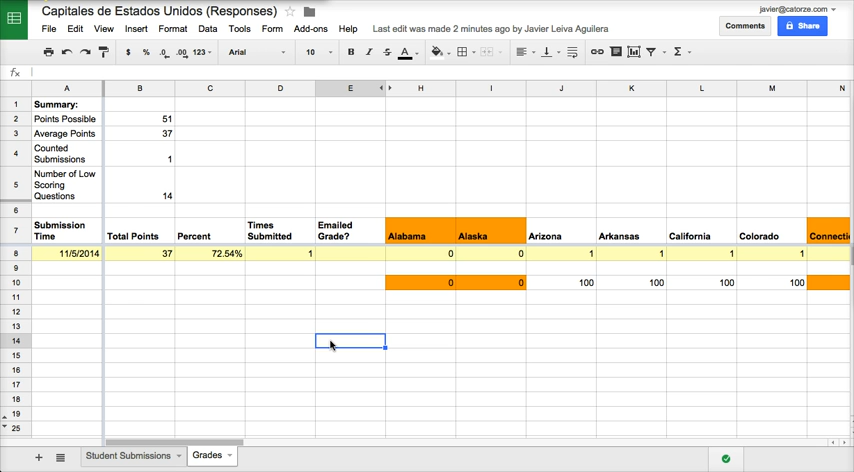 Capitales de Estados Unidos (Responses)
javier@catorze.com
File Edit View Insert Format Data Tools Form Add-ons Help Last edit was made 2 minutes ago by Javier Leiva Aguilera
Comments
Share
$ % .0 .00 123 Arial 10 B I S A Σ
fx
A B C D E H I J K L M N
1 Summary:
2 Points Possible 51
3 Average Points 37
4 Counted
Submissions 1
5 Number of Low
Scoring
Questions 14
6
7 Submission
Time Total Points Percent Times
Submitted Emailed
Grade? Alabama Alaska Arizona Arkansas California Colorado Connecti
8 11/5/2014 37 72.54% 1 0 0 1 1 1 1
9
10 0 0 100 100 100 100
11
12
13
14
15
16
17
18
19
25
+ Student Submissions Grades